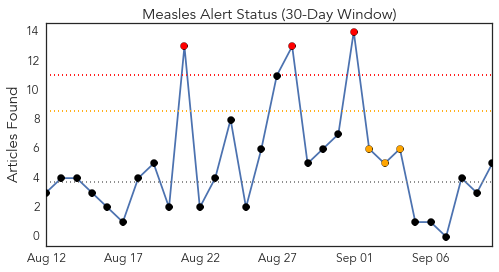 Measles Alert Status (30-Day Window)
Articles Found
14
12
10
8
6
4
2
0
Aug 12 Aug 17 Aug 22 Aug 27 Sep 01 Sep 06